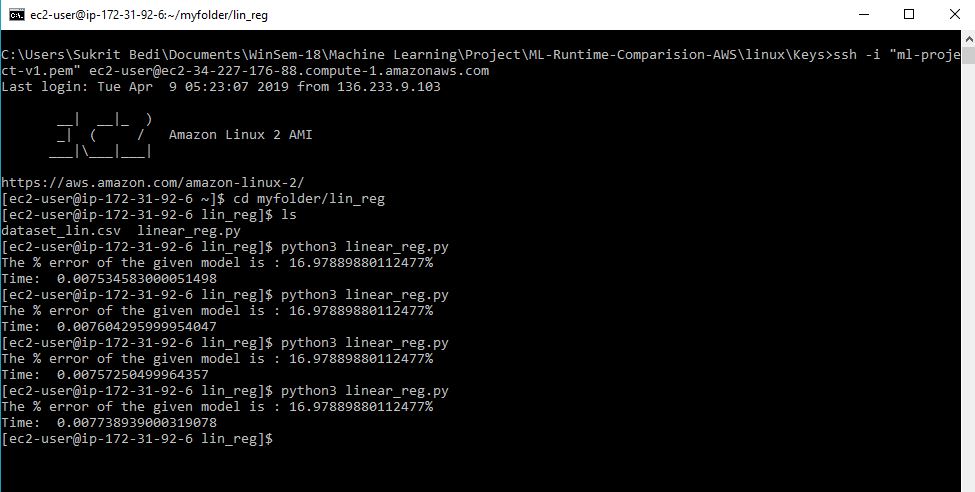 ec2-user@ip-172-31-92-6:~/myfolder/lin_reg
C:\Users\Sukrit Bedi\Documents\WinSem-18\Machine Learning\Project\ML-Runtime-Comparision-AWS\linux\Keys>ssh -i "ml-proje
ct-v1.pem" ec2-user@ec2-34-227-176-88.compute-1.amazonaws.com
Last login: Tue Apr  9 05:23:07 2019 from 136.233.9.103
       __|  __|_  )
       _|  (     /   Amazon Linux 2 AMI
      ___|\___|___|
https://aws.amazon.com/amazon-linux-2/
[ec2-user@ip-172-31-92-6 ~]$ cd myfolder/lin_reg
[ec2-user@ip-172-31-92-6 lin_reg]$ ls
dataset_lin.csv  linear_reg.py
[ec2-user@ip-172-31-92-6 lin_reg]$ python3 linear_reg.py
The % error of the given model is : 16.97889880112477%
Time:  0.007534583000051498
[ec2-user@ip-172-31-92-6 lin_reg]$ python3 linear_reg.py
The % error of the given model is : 16.97889880112477%
Time:  0.007604295999954047
[ec2-user@ip-172-31-92-6 lin_reg]$ python3 linear_reg.py
The % error of the given model is : 16.97889880112477%
Time:  0.00757250499964357
[ec2-user@ip-172-31-92-6 lin_reg]$ python3 linear_reg.py
The % error of the given model is : 16.97889880112477%
Time:  0.007738939000319078
[ec2-user@ip-172-31-92-6 lin_reg]$